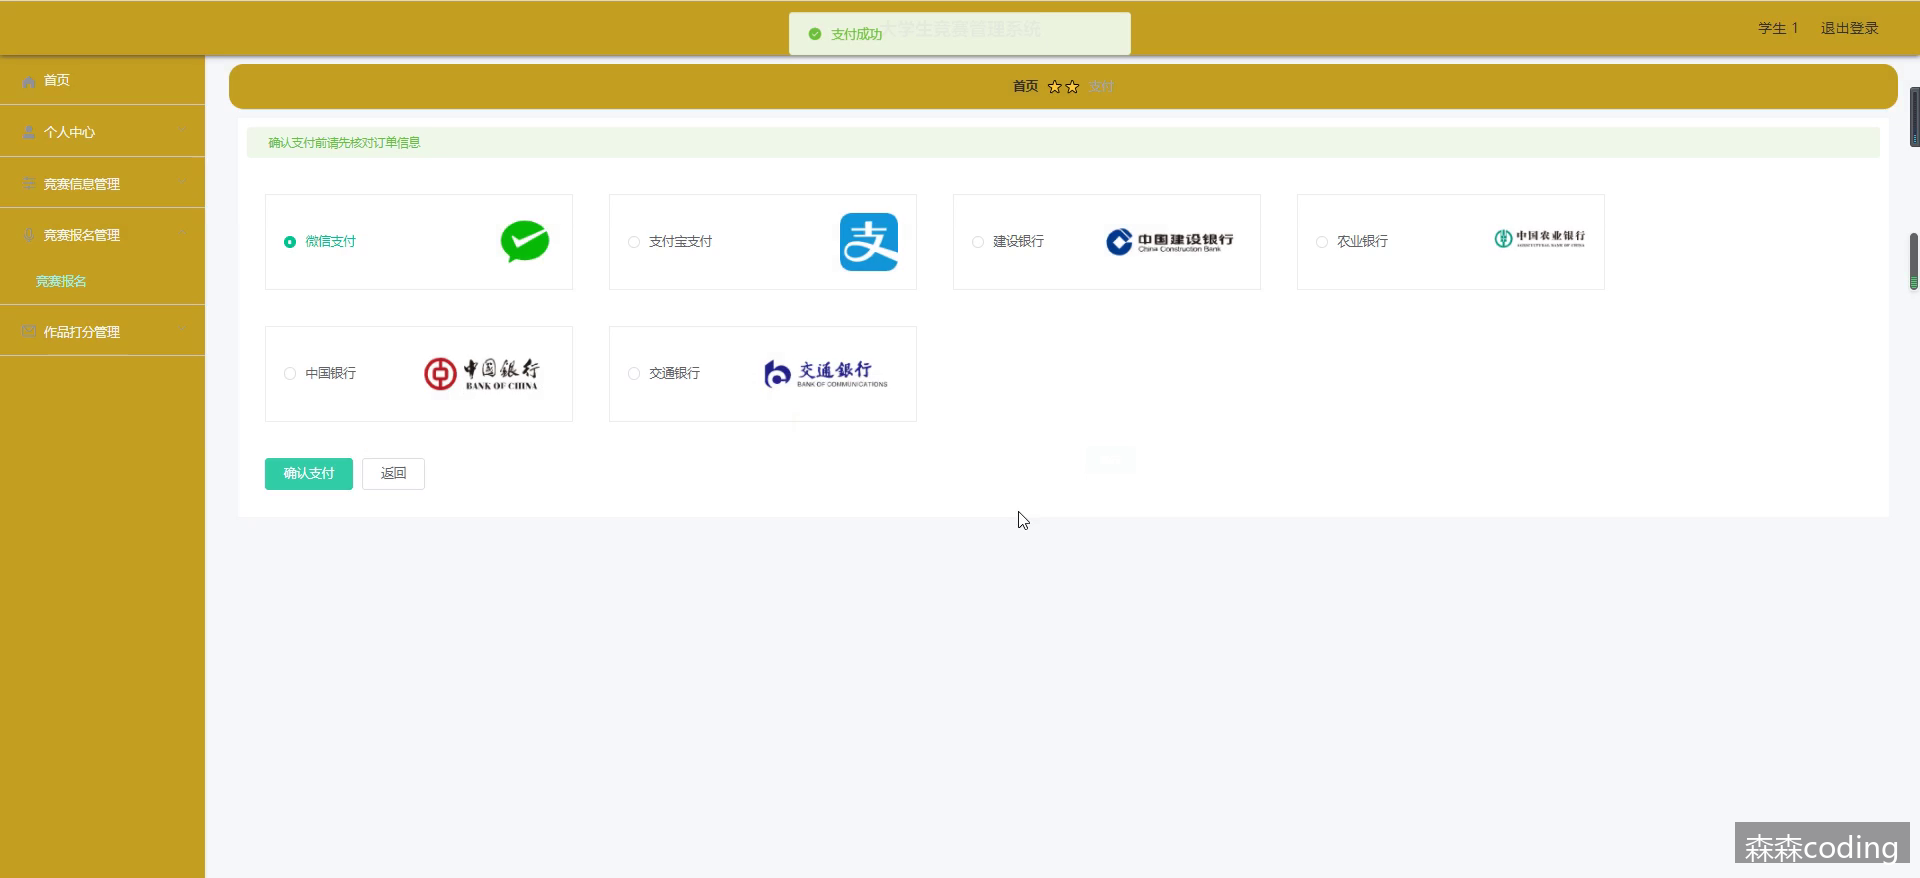 大学生竞赛管理系统
支付成功
学生 1 退出登录
首页
个人中心
竞赛信息管理
竞赛报名管理
竞赛报名
作品打分管理
首页 支付
确认支付前请先核对订单信息
微信支付
支付宝支付
支
建设银行
中国建设银行
China Construction Bank
农业银行
中国农业银行
AGRICULTURAL BANK OF CHINA
中国银行
中国銀行
BANK OF CHINA
交通银行
交通銀行
BANK OF COMMUNICATIONS
确认支付 返回
森森coding